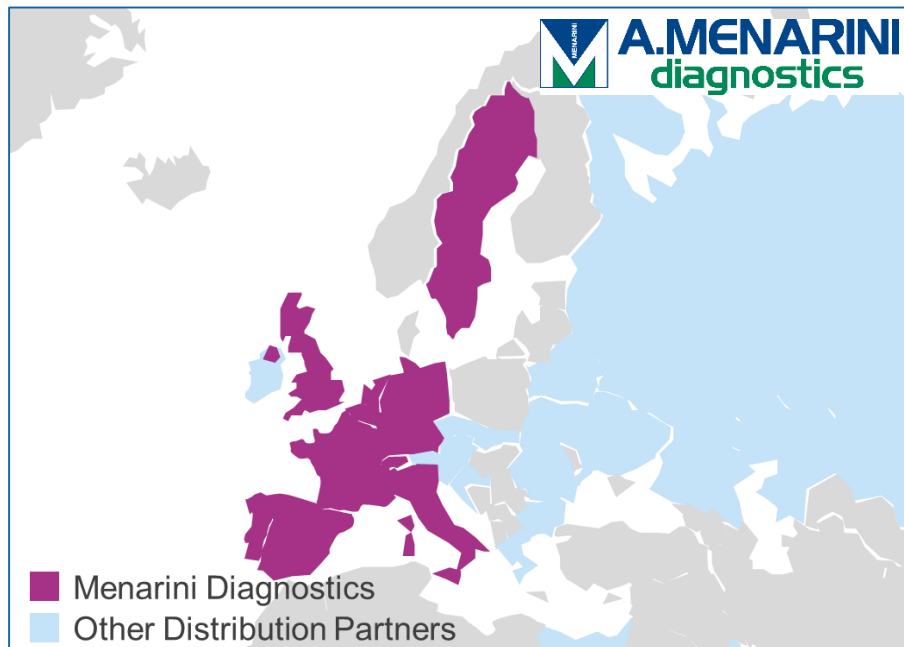 MENARINI
A.MENARINI
diagnostics
Menarini Diagnostics
Other Distribution Partners